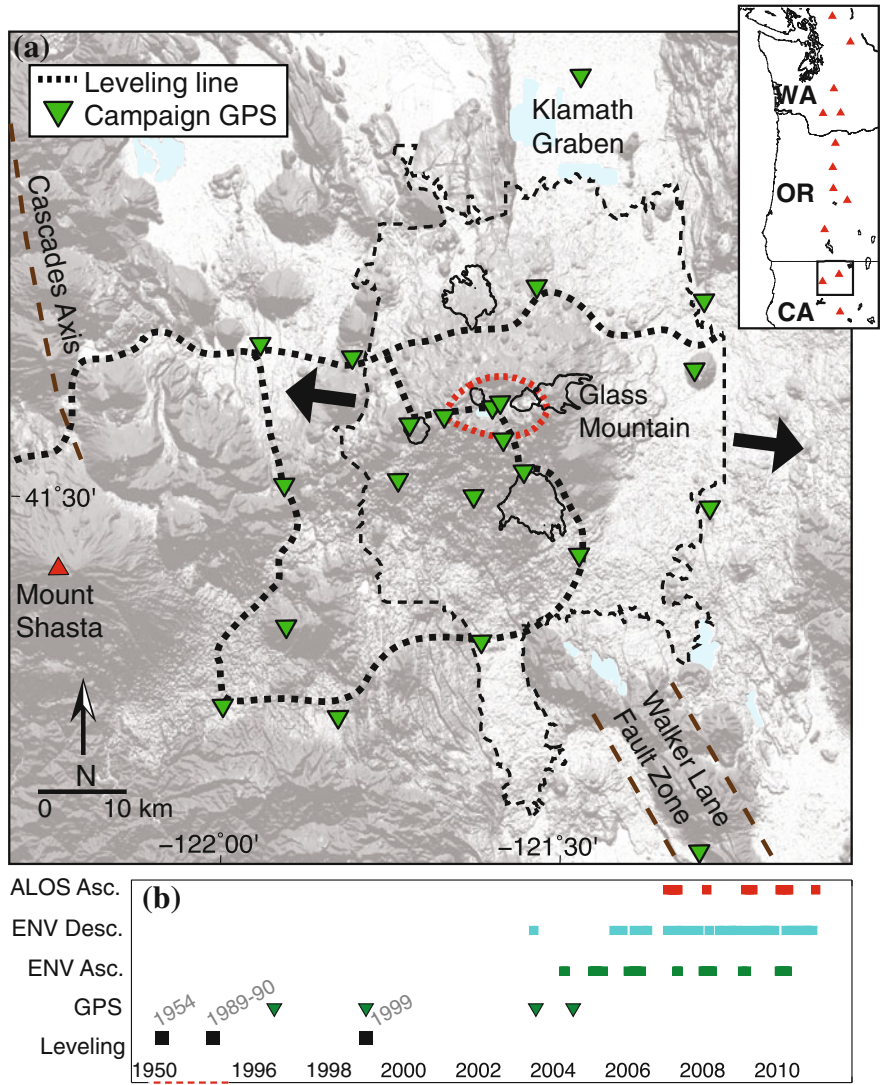 (a)
Leveling line
Campaign GPS
Klamath
Graben
WA
OR
CA
Cascades Axis
Glass
Mountain
41°30'
Mount
Shasta
N
0 10 km
Walker Lane
Fault Zone
−122°00'
−121°30'
(b)
ALOS Asc.
ENV Desc.
ENV Asc.
GPS
Leveling
1954
1989-90
1999
1950 1996 1998 2000 2002 2004 2006 2008 2010